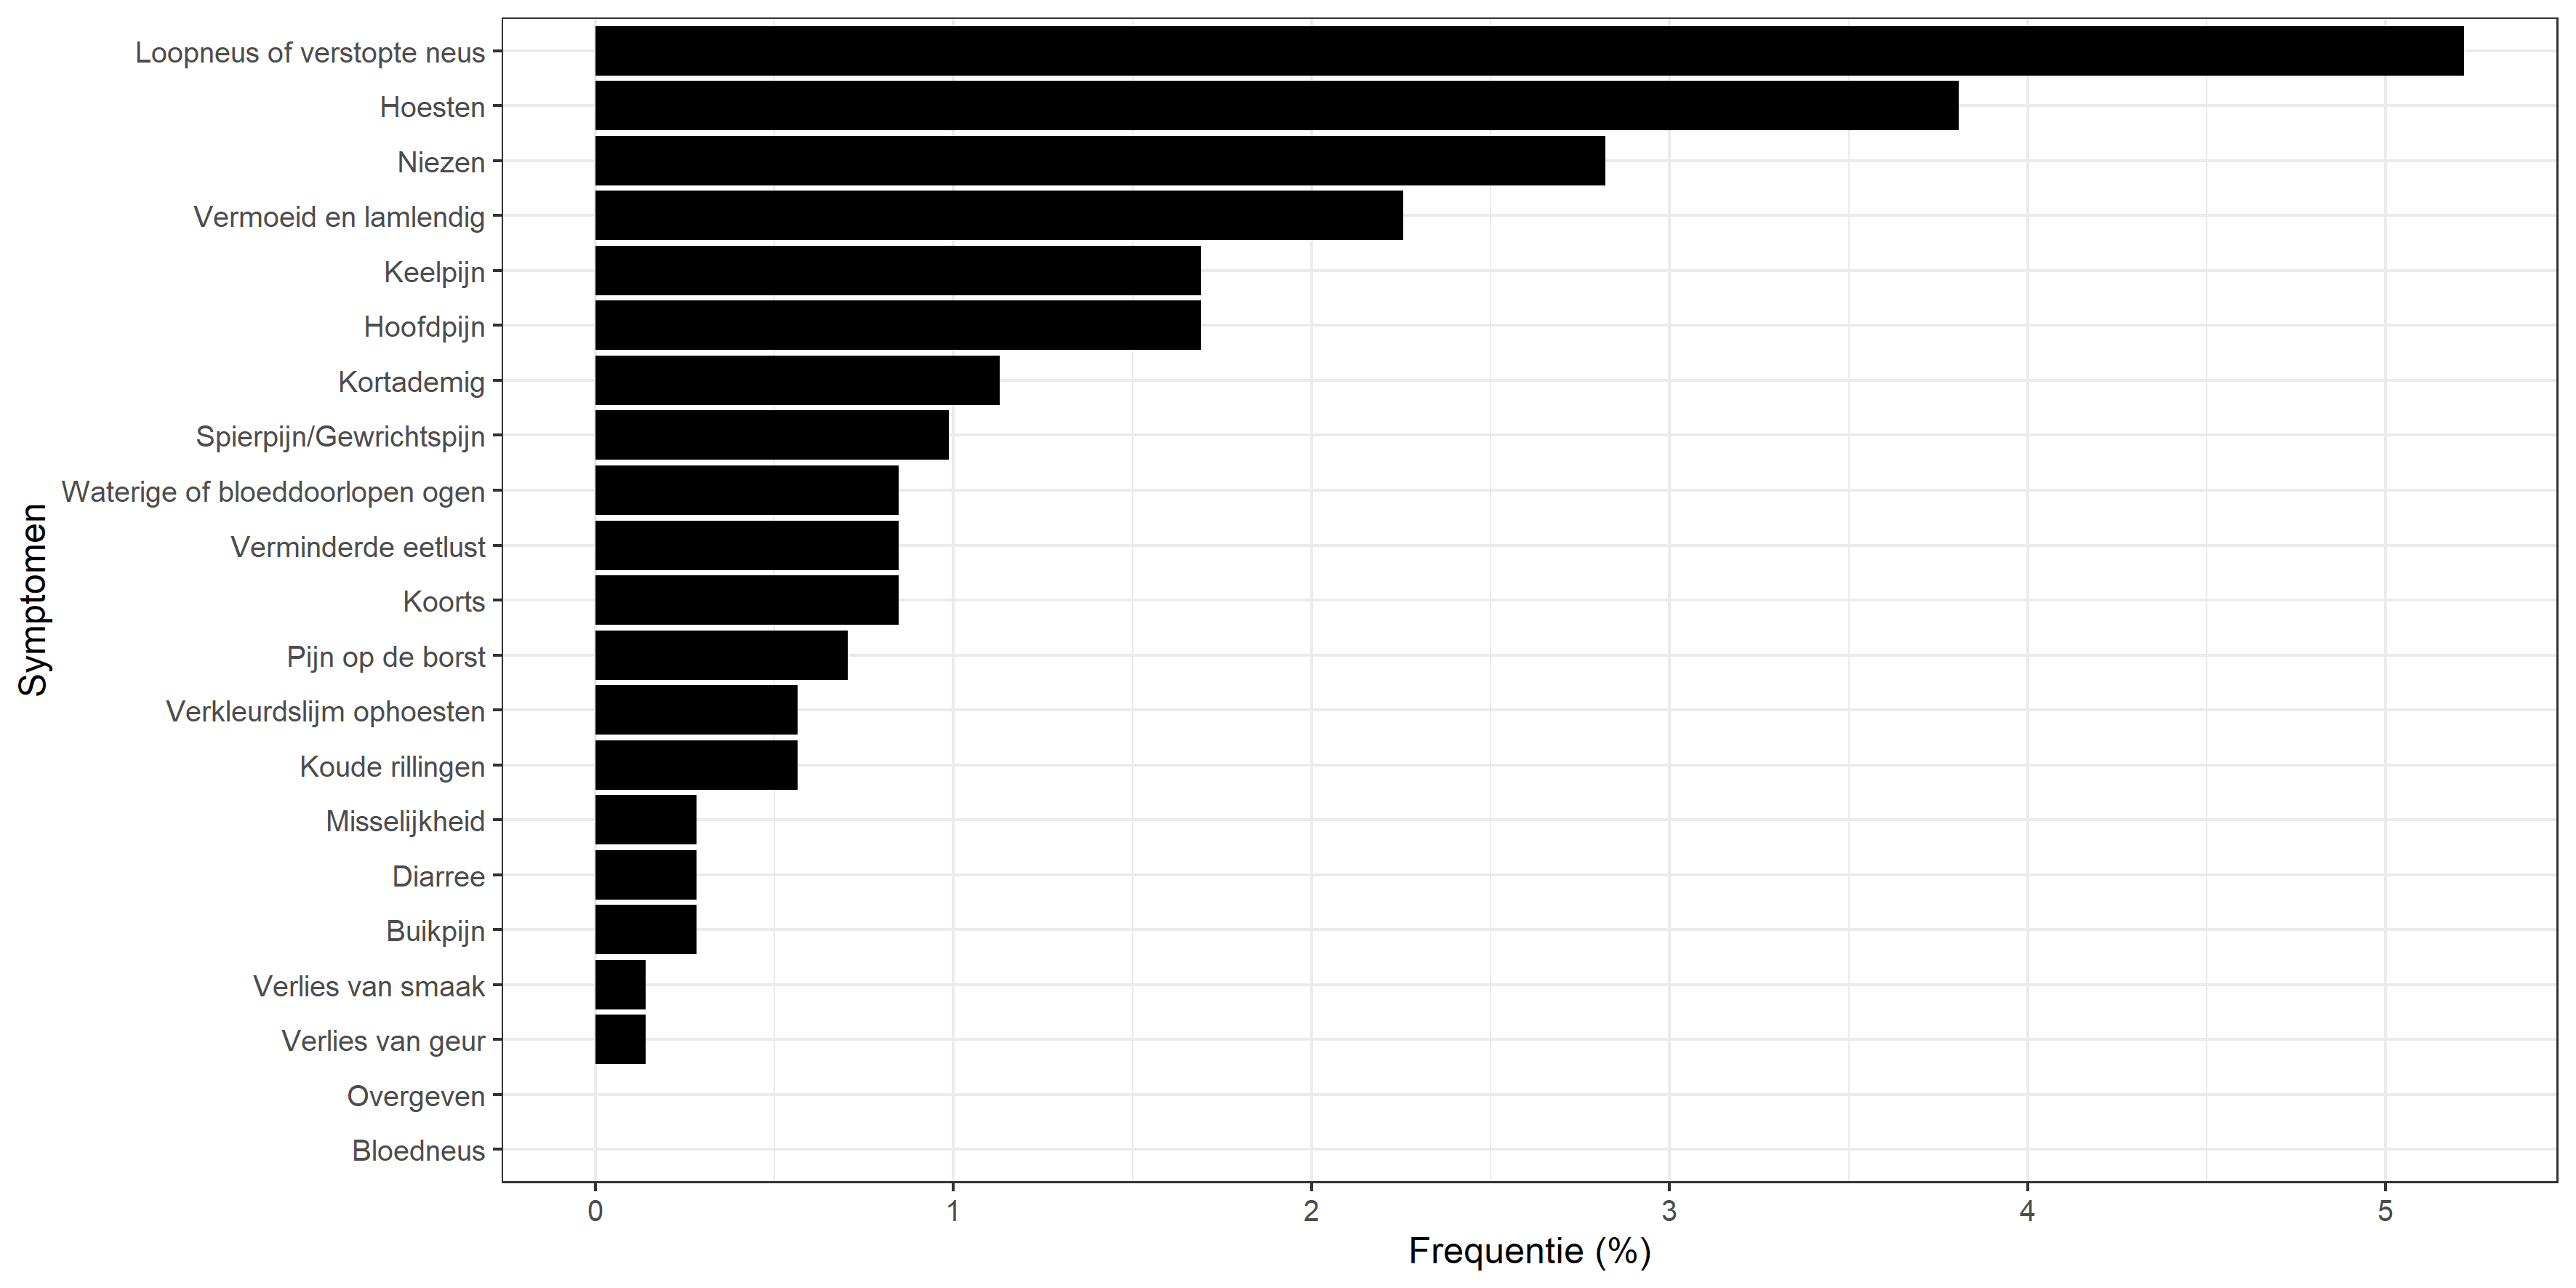 Loopneus of verstopte neus
Hoesten
Niezen
Vermoeid en lamlendig
Keelpijn
Hoofdpijn
Kortademig
Spierpijn/Gewrichtspijn
Waterige of bloeddoorlopen ogen
Verminderde eetlust
Koorts
Pijn op de borst
Verkleurdslijm ophoesten
Koude rillingen
Misselijkheid
Diarree
Buikpijn
Verlies van smaak
Verlies van geur
Overgeven
Bloedneus
Symptomen
0 1 2 3 4 5
Frequentie (%)